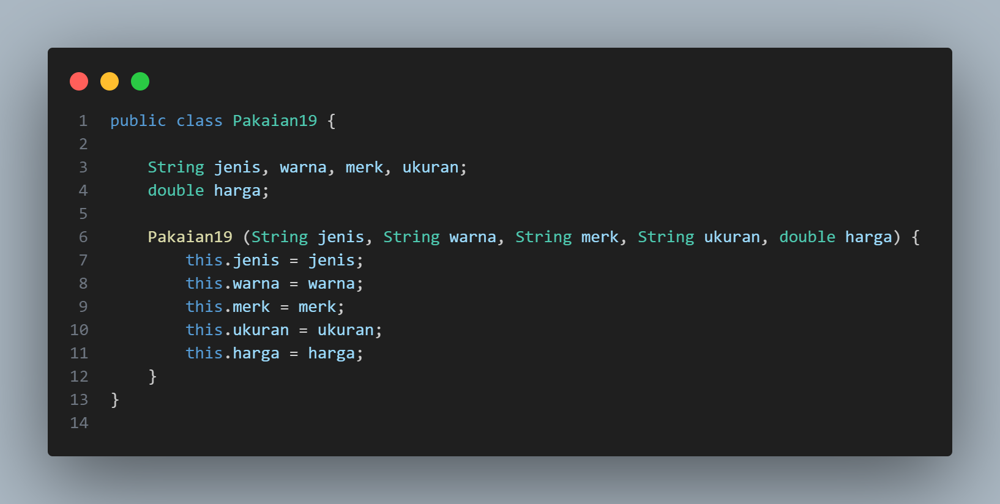 1 public class Pakaian19 {
2
3     String jenis, warna, merk, ukuran;
4     double harga;
5
6     Pakaian19 (String jenis, String warna, String merk, String ukuran, double harga) {
7         this.jenis = jenis;
8         this.warna = warna;
9         this.merk = merk;
10         this.ukuran = ukuran;
11         this.harga = harga;
12     }
13 }
14